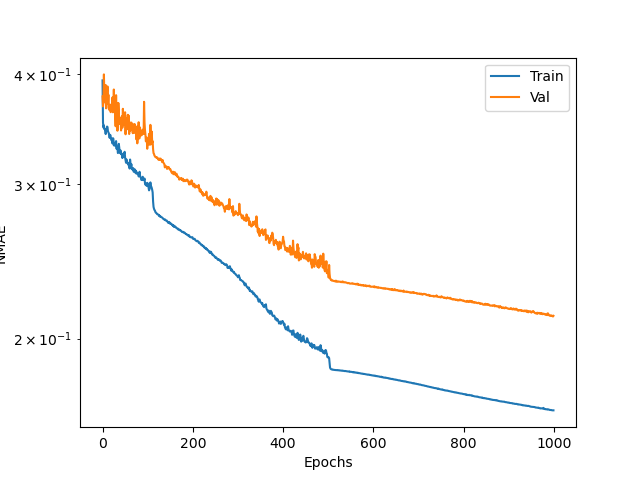 Train
Val
4 × 10⁻¹
3 × 10⁻¹
2 × 10⁻¹
NMAE
0 200 400 600 800 1000
Epochs